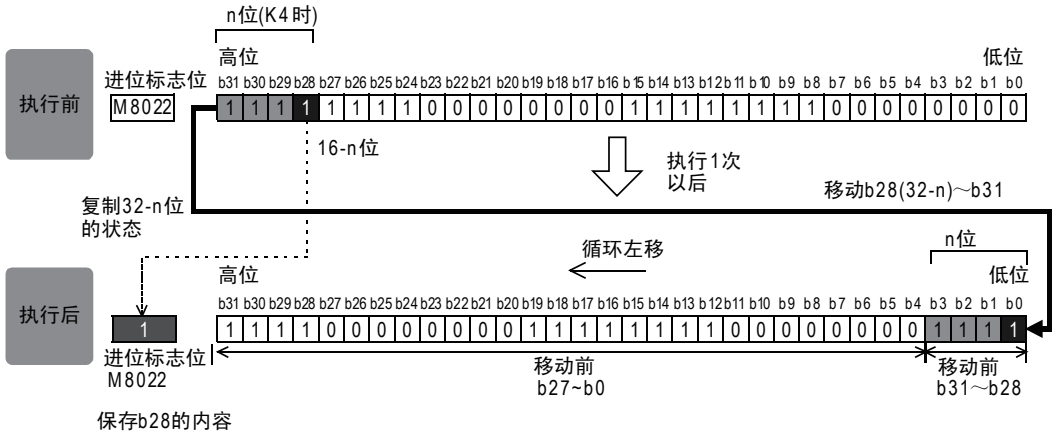 n位(K4时)
高位 低位
进位标志位 b31 b30 b29 b28 b27 b26 b25 b24 b23 b22 b21 b20 b19 b18 b17 b16 b15 b14 b13 b12 b11 b10 b9 b8 b7 b6 b5 b4 b3 b2 b1 b0
执行前 M8022 1 1 1 1 1 1 1 1 0 0 0 0 0 0 0 0 1 1 1 1 1 1 1 1 0 0 0 0 0 0 0 0
16-n位
执行1次
以后
移动b28(32-n)～b31
复制32-n位
的状态
循环左移
n位
高位 低位
b31 b30 b29 b28 b27 b26 b25 b24 b23 b22 b21 b20 b19 b18 b17 b16 b15 b14 b13 b12 b11 b10 b9 b8 b7 b6 b5 b4 b3 b2 b1 b0
执行后 1 1 1 1 1 0 0 0 0 0 0 0 0 1 1 1 1 1 1 1 1 0 0 0 0 0 0 0 0 1 1 1 1
进位标志位
M8022
移动前
b27~b0
移动前
b31～b28
保存b28的内容